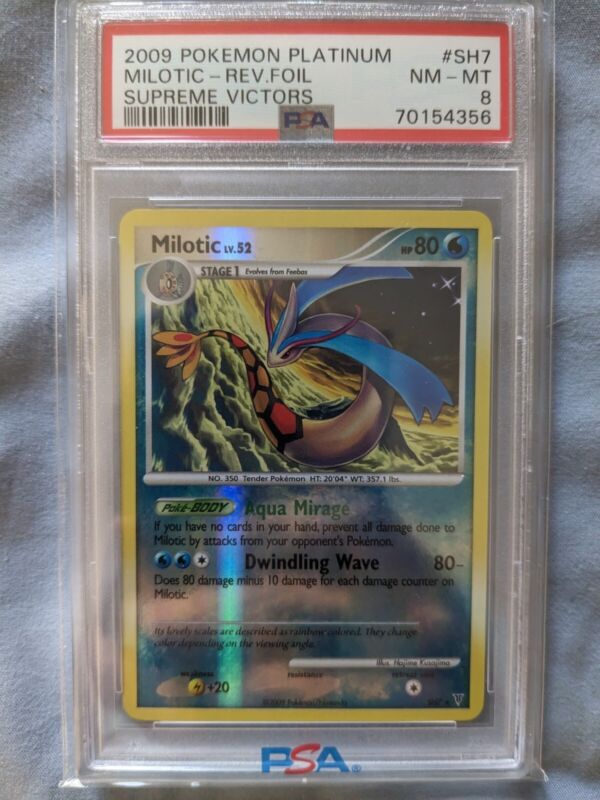 2009 POKEMON PLATINUM #SH7
MILOTIC - REV.FOIL NM - MT
SUPREME VICTORS 8
PSA 70154356
Milotic LV.52 HP 80
STAGE 1 Evolves from Feebas
NO. 350 Tender Pokémon HT: 20'04" WT: 357.1 lbs.
Poké-BODY Aqua Mirage
If you have no cards in your hand, prevent all damage done to
Milotic by attacks from your opponent's Pokémon.
Dwindling Wave 80-
Does 80 damage minus 10 damage for each damage counter on
Milotic.
Its lovely scales are described as rainbow colored. They change
color depending on the viewing angle.
Illus. Hajime Kusajima
weakness resistance retreat cost
+20
©2009 Pokémon/Nintendo SH7
PSA®